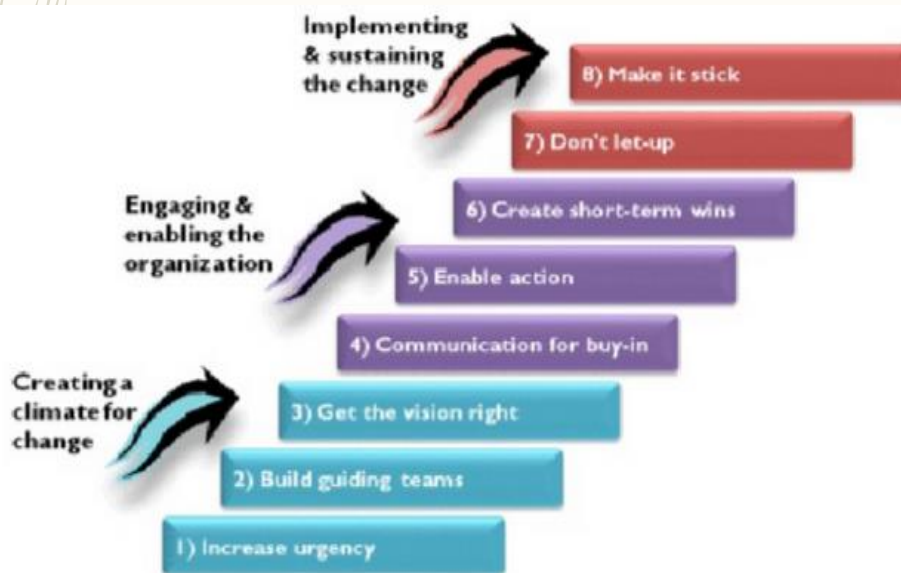 Implementing
& sustaining
the change
8) Make it stick
7) Don't let-up
Engaging &
enabling the
organization
6) Create short-term wins
5) Enable action
4) Communication for buy-in
Creating a
climate for
change
3) Get the vision right
2) Build guiding teams
1) Increase urgency